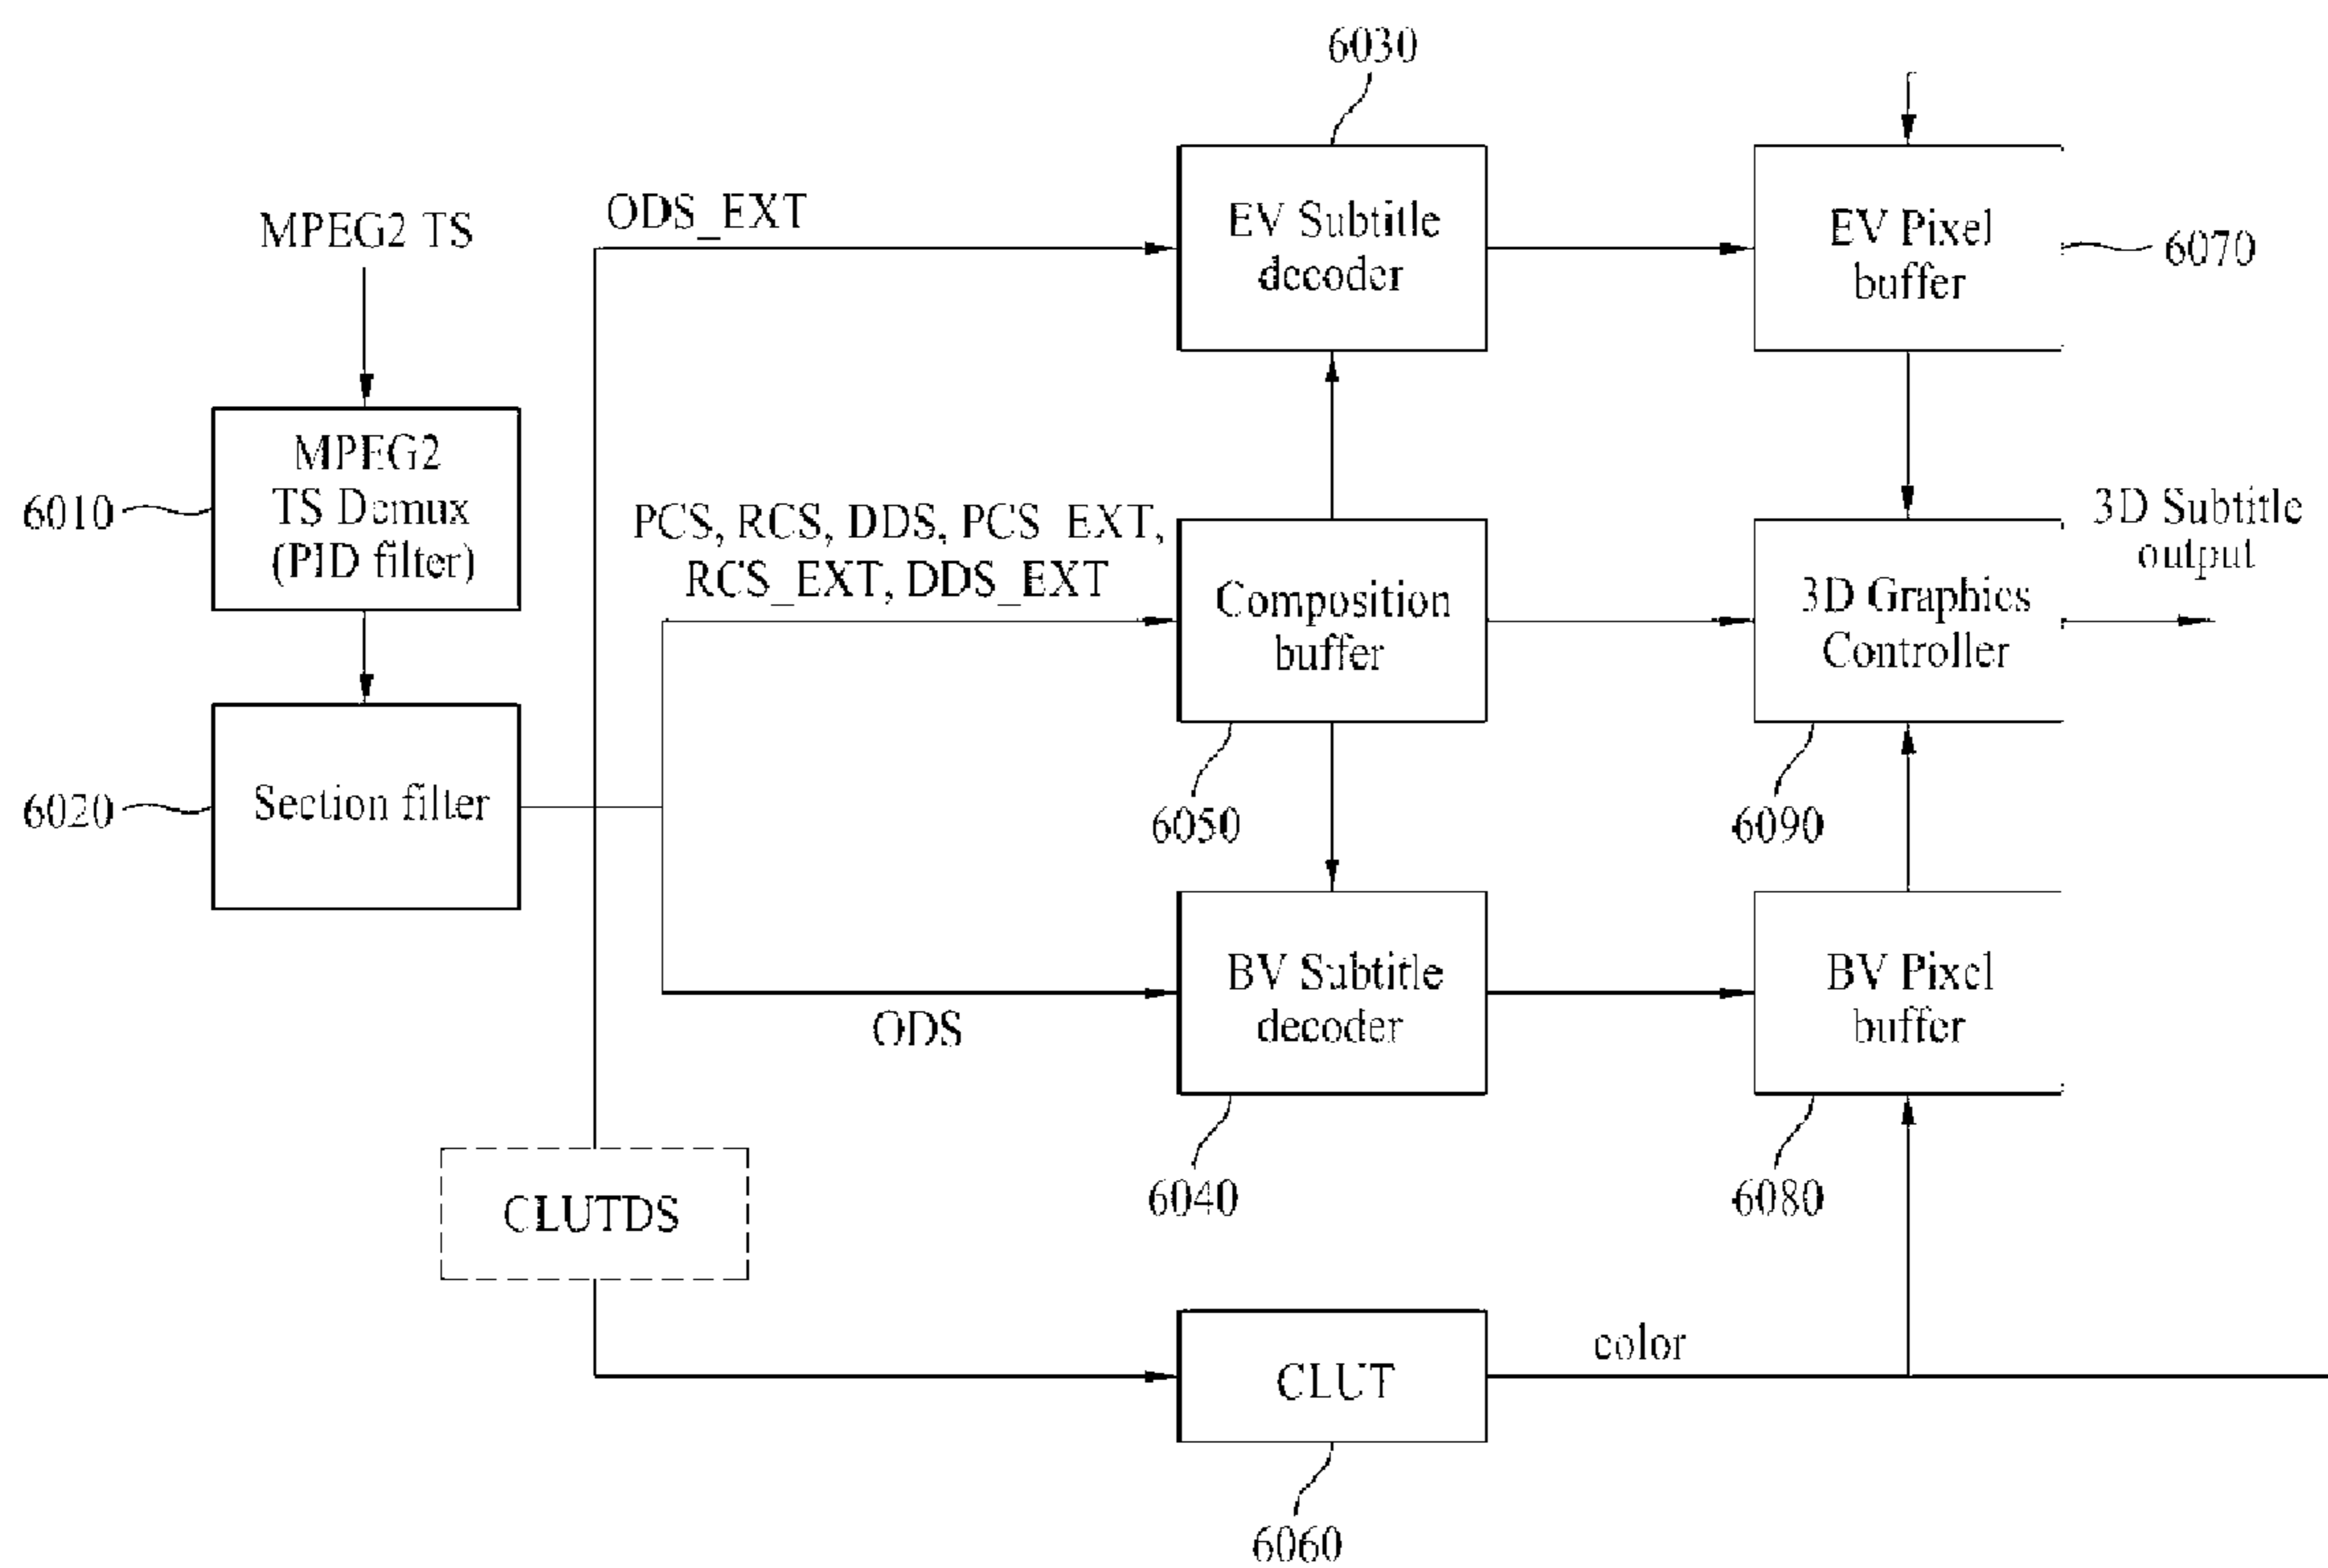 6030
MPEG2 TS
ODS_EXT
EV Subtitle
decoder
EV Pixel
buffer
6070
MPEG2
TS Demux
(PID filter)
6010
PCS, RCS, DDS, PCS_EXT,
RCS_EXT, DDS_EXT
Composition
buffer
3D Graphics
Controller
3D Subtitle
output
Section filter
6020
6050
6090
BV Subtitle
decoder
BV Pixel
buffer
ODS
6040
6080
CLUTDS
CLUT
color
6060